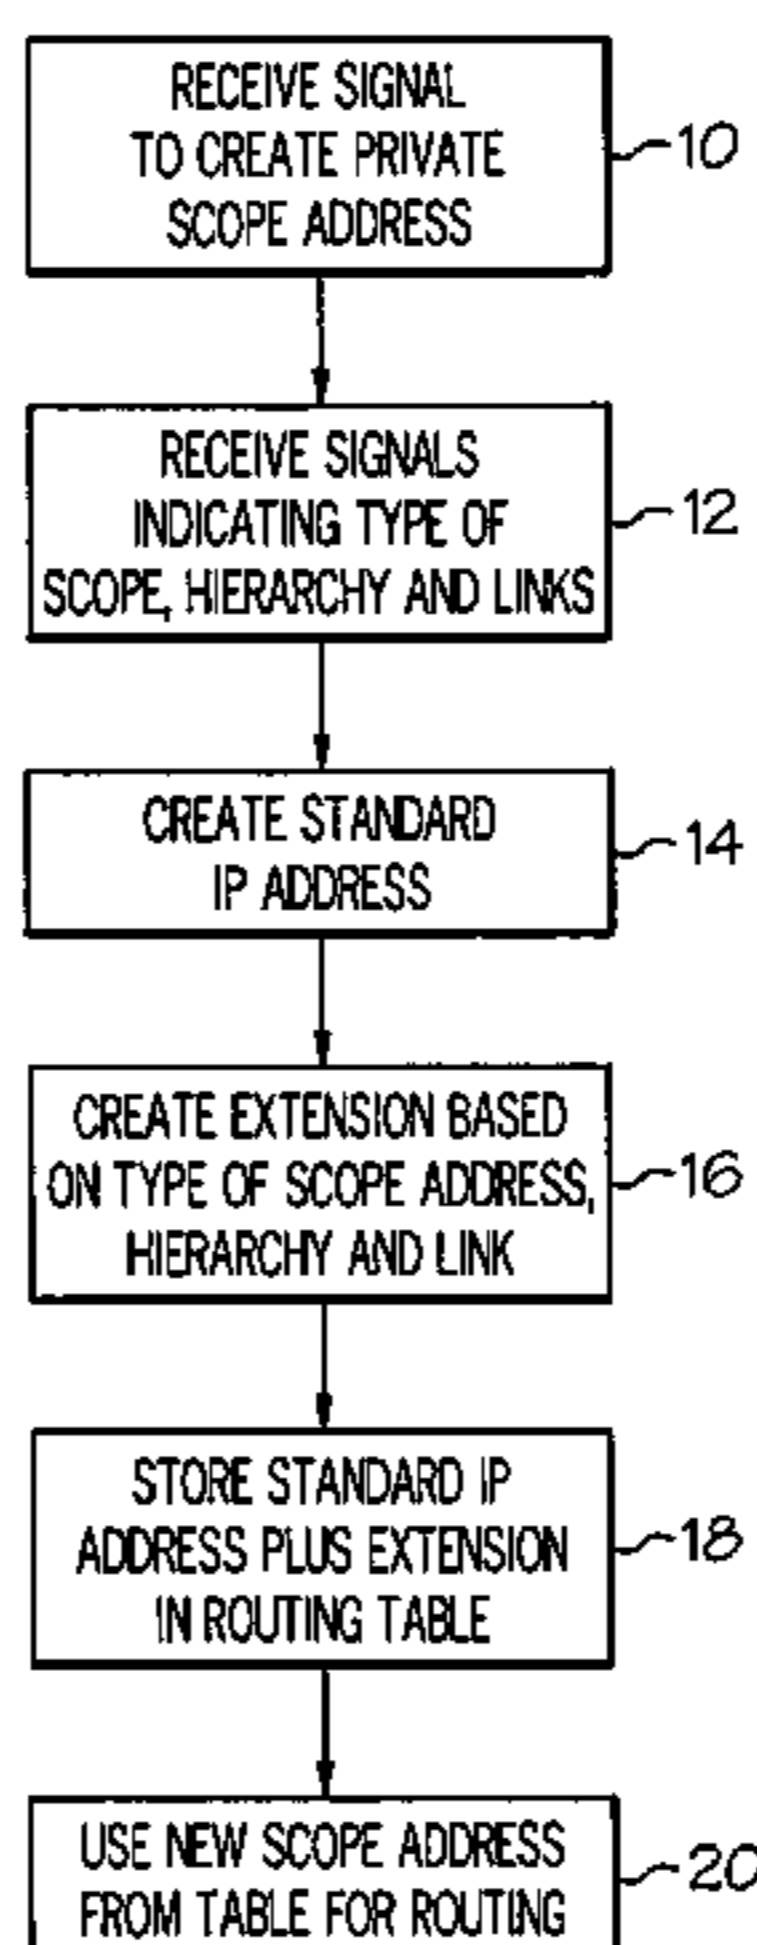 RECEIVE SIGNAL
TO CREATE PRIVATE
SCOPE ADDRESS
10
RECEIVE SIGNALS
INDICATING TYPE OF
SCOPE, HIERARCHY AND LINKS
12
CREATE STANDARD
IP ADDRESS
14
CREATE EXTENSION BASED
ON TYPE OF SCOPE ADDRESS,
HIERARCHY AND LINK
16
STORE STANDARD IP
ADDRESS PLUS EXTENSION
IN ROUTING TABLE
18
USE NEW SCOPE ADDRESS
FROM TABLE FOR ROUTING
20